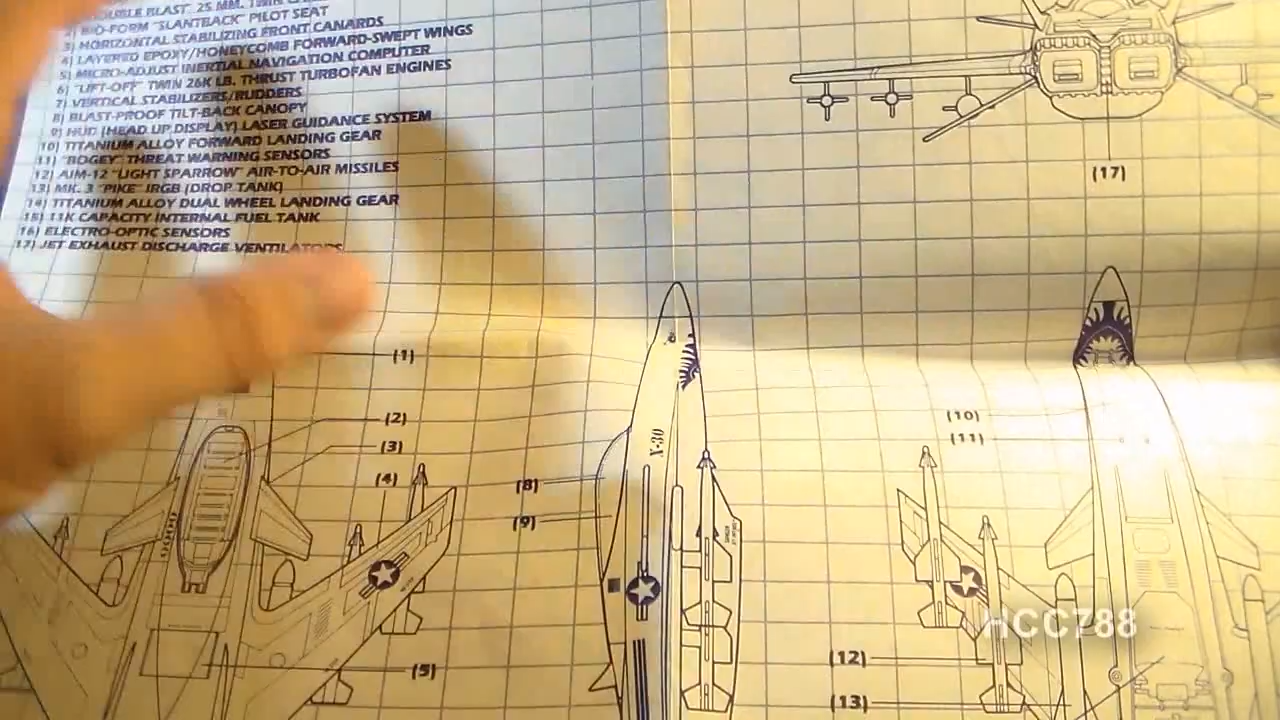 BLAST" 25 MM. TWIN
"SLANTBACK" PILOT SEAT
3) HORIZONTAL STABILIZING FRONT CANARDS
4) LAYERED EPOXY/HONEYCOMB FORWARD-SWEPT WINGS
5) MICRO-ADJUST INERTIAL NAVIGATION COMPUTER
6) "LIFT-OFF" TWIN 26K LB. THRUST TURBOFAN ENGINES
7) VERTICAL STABILIZERS/RUDDERS
8) BLAST-PROOF TILT-BACK CANOPY
9) HUD (HEAD UP DISPLAY) LASER GUIDANCE SYSTEM
10) TITANIUM ALLOY FORWARD LANDING GEAR
11) "BOGEY" THREAT WARNING SENSORS
12) AIM-12 "LIGHT SPARROW" AIR-TO-AIR MISSILES
13) MK. 3 "PIKE" IRGB (DROP TANK)
14) TITANIUM ALLOY DUAL WHEEL LANDING GEAR
15) 11K CAPACITY INTERNAL FUEL TANK
16) ELECTRO-OPTIC SENSORS
17) JET EXHAUST DISCHARGE VENTILATORS
(17)
(1)
(2)
(3)
(4)
(5)
X-30
(8)
(9)
(10)
(11)
(12)
(13)
HCC788